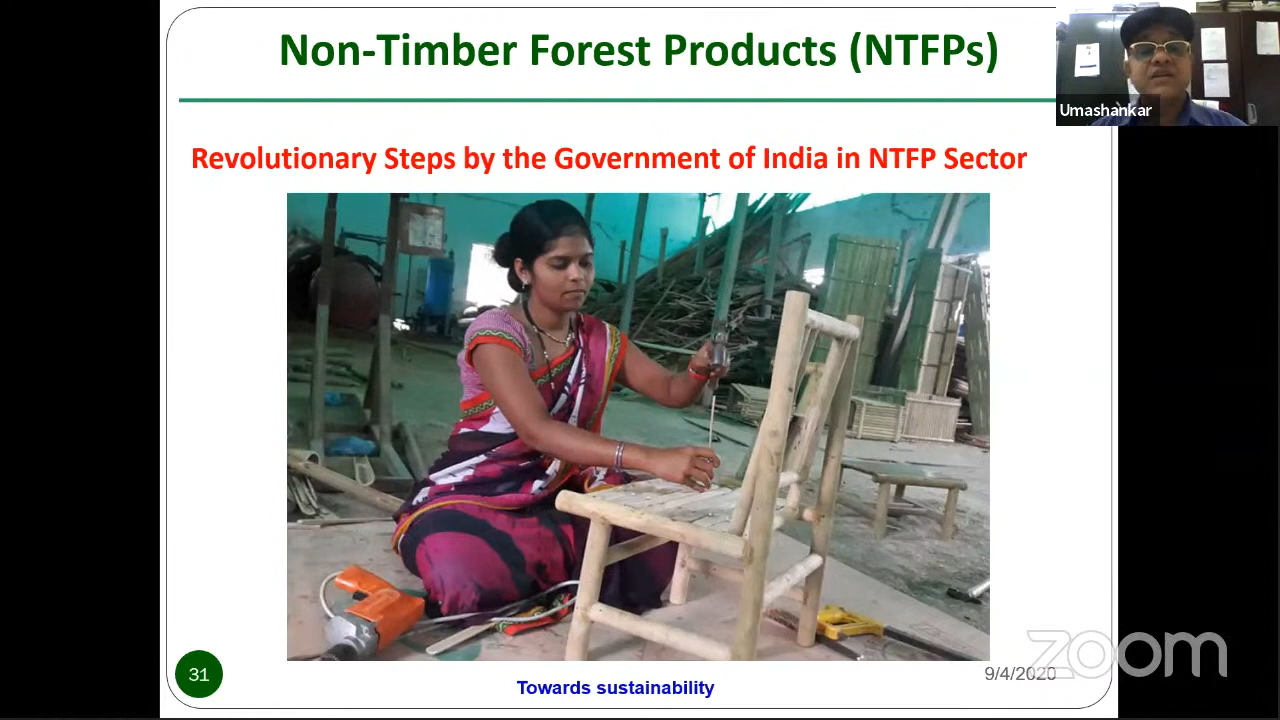 Non-Timber Forest Products (NTFPs)
Umashankar
Revolutionary Steps by the Government of India in NTFP Sector
31
Towards sustainability
9/4/2020
zoom